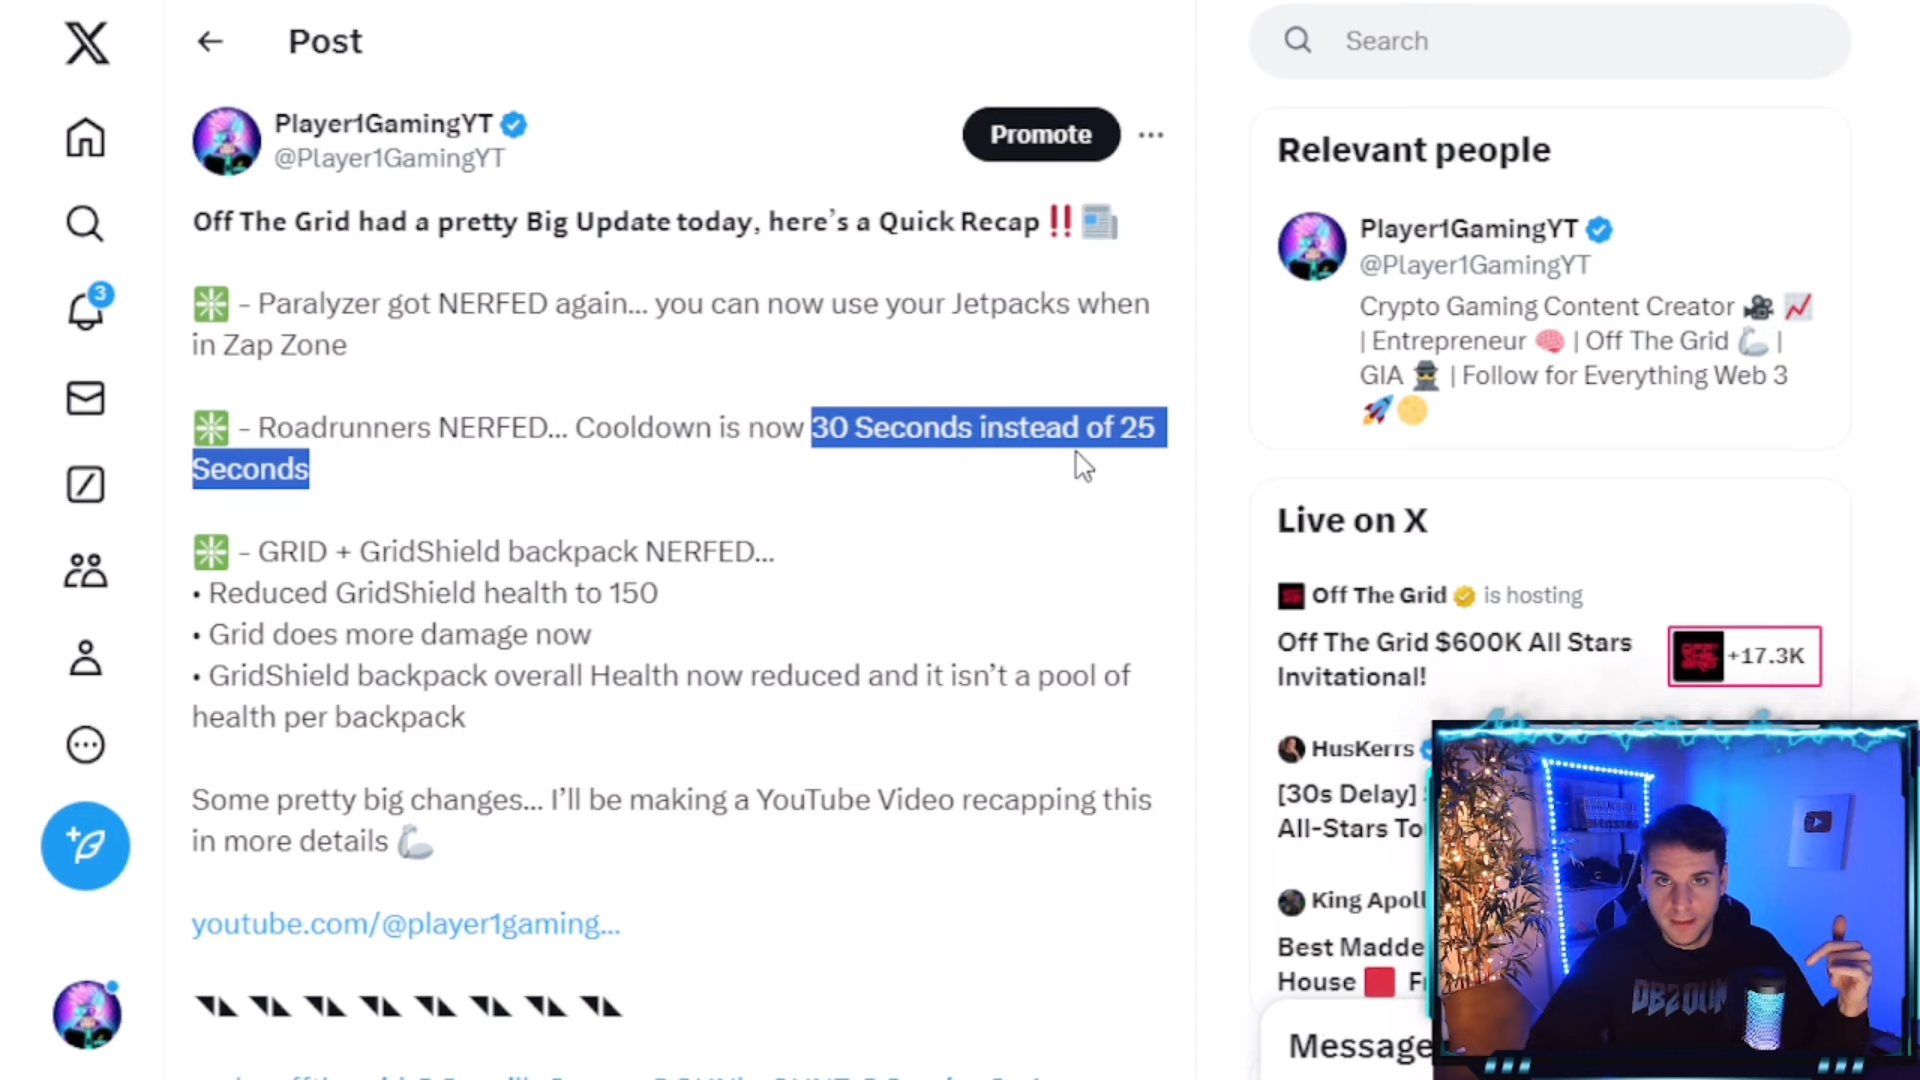 Post
Search
Player1GamingYT
@Player1GamingYT
Promote
Off The Grid had a pretty Big Update today, here's a Quick Recap ‼️
– Paralyzer got NERFED again... you can now use your Jetpacks when
in Zap Zone
– Roadrunners NERFED... Cooldown is now 30 Seconds instead of 25
Seconds
– GRID + GridShield backpack NERFED...
• Reduced GridShield health to 150
• Grid does more damage now
• GridShield backpack overall Health now reduced and it isn't a pool of
health per backpack
Some pretty big changes... I'll be making a YouTube Video recapping this
in more details
youtube.com/@player1gaming...
3
Relevant people
Player1GamingYT
@Player1GamingYT
Crypto Gaming Content Creator
| Entrepreneur | Off The Grid |
GIA | Follow for Everything Web 3
Live on X
Off The Grid is hosting
Off The Grid $600K All Stars
Invitational!
+17.3K
HusKerrs
[30s Delay]
All-Stars To
King Apoll
Best Madde
House
Message